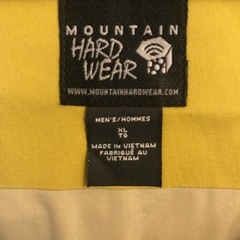 MOUNTAIN
HARD
WEAR
WWW.MOUNTAINHARDWEAR.COM
MEN'S/HOMMES
XL
TG
MADE IN VIETNAM
FABRIQUÉ AU
VIETNAM